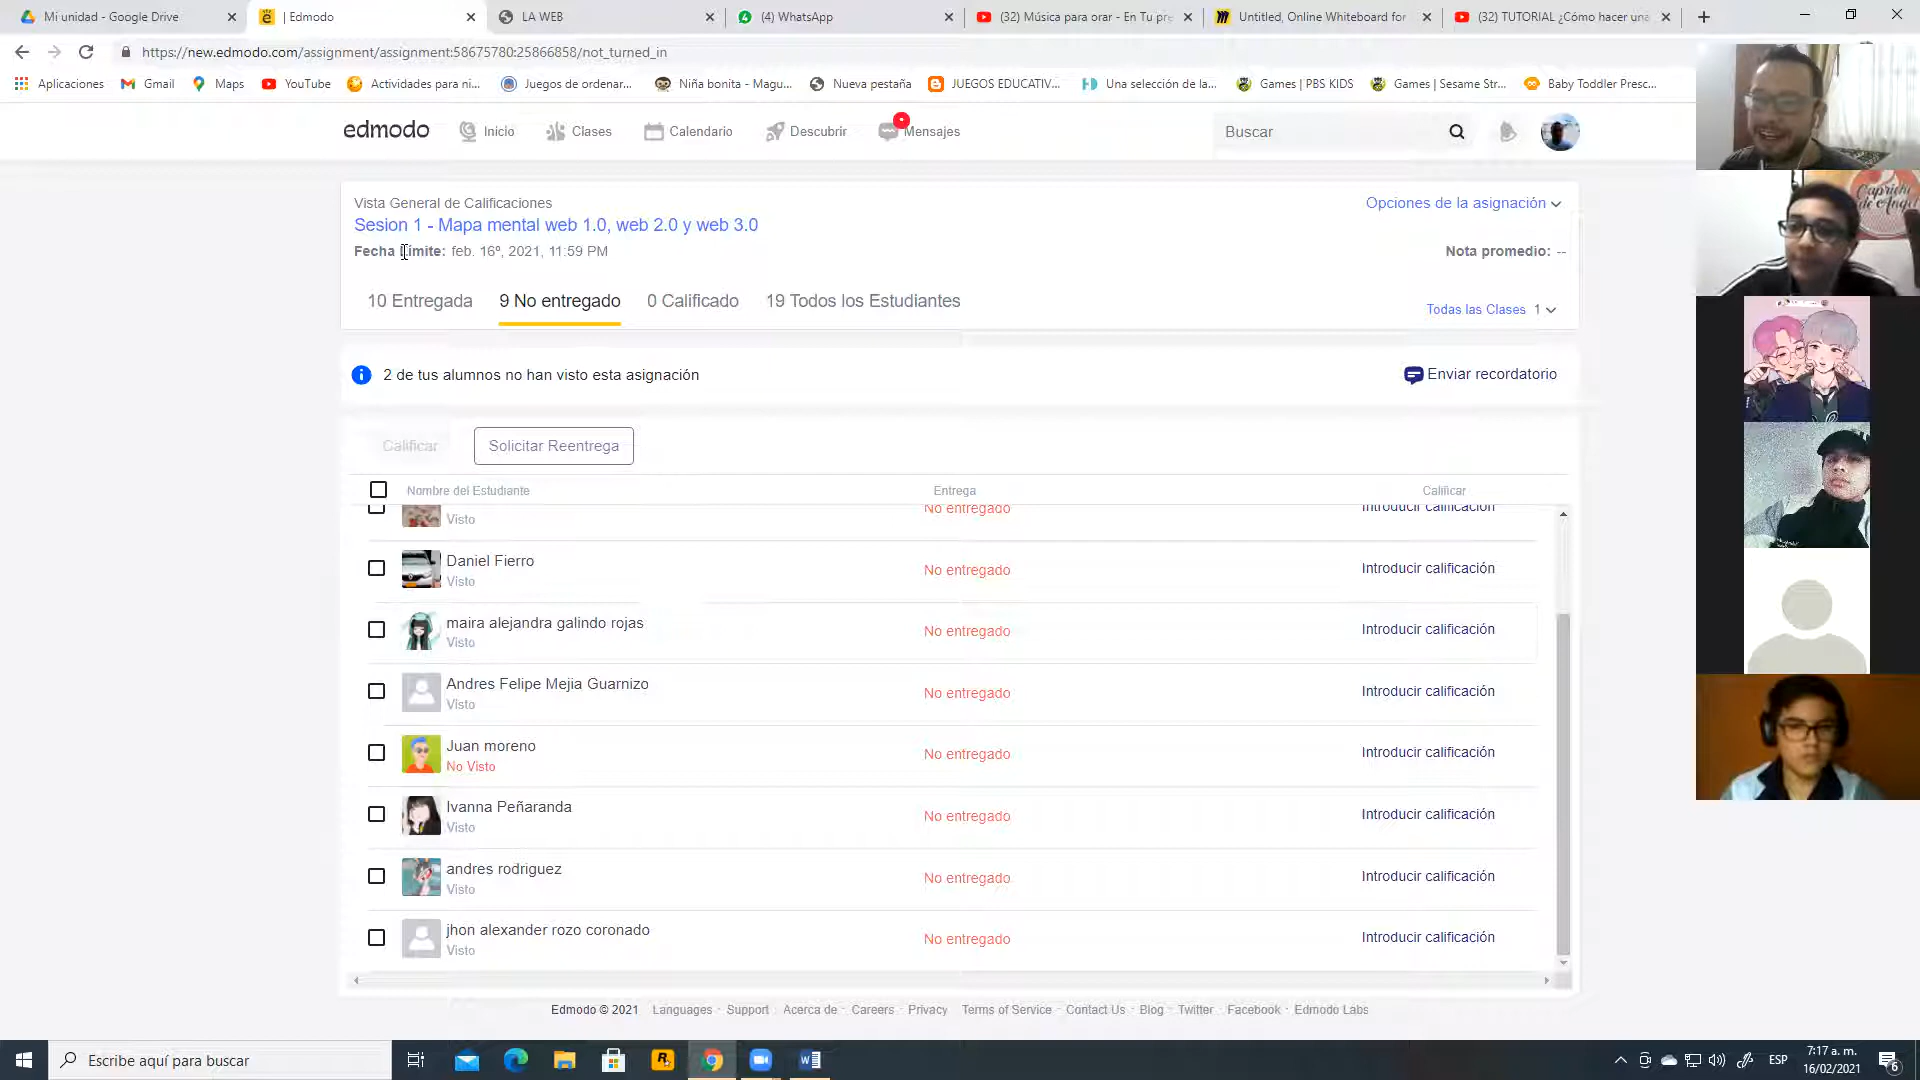 Mi unidad - Google Drive
| Edmodo
LA WEB
(4) WhatsApp
(32) Música para orar - En Tu pre
Untitled, Online Whiteboard for
(32) TUTORIAL ¿Cómo hacer una
https://new.edmodo.com/assignment/assignment:58675780:25866858/not_turned_in
Aplicaciones
Gmail
Maps
YouTube
Actividades para ni...
Juegos de ordenar...
Niña bonita - Magu...
Nueva pestaña
JUEGOS EDUCATIV...
Una selección de la...
Games | PBS KIDS
Games | Sesame Str...
Baby Toddler Presc...
edmodo
Inicio
Clases
Calendario
Descubrir
Mensajes
Buscar
Vista General de Calificaciones
Opciones de la asignación
Sesion 1 - Mapa mental web 1.0, web 2.0 y web 3.0
Fecha Límite: feb. 16º, 2021, 11:59 PM
Nota promedio: --
10 Entregada
9 No entregado
0 Calificado
19 Todos los Estudiantes
Todas las Clases 1
2 de tus alumnos no han visto esta asignación
Enviar recordatorio
Calificar
Solicitar Reentrega
Nombre del Estudiante
Entrega
Calificar
Visto
No entregado
Introducir calificación
Daniel Fierro
Visto
No entregado
Introducir calificación
maira alejandra galindo rojas
Visto
No entregado
Introducir calificación
Andres Felipe Mejia Guarnizo
Visto
No entregado
Introducir calificación
Juan moreno
No Visto
No entregado
Introducir calificación
Ivanna Peñaranda
Visto
No entregado
Introducir calificación
andres rodriguez
Visto
No entregado
Introducir calificación
jhon alexander rozo coronado
Visto
No entregado
Introducir calificación
Edmodo © 2021
Languages · Support · Acerca de · Careers · Privacy · Terms of Service · Contact Us · Blog · Twitter · Facebook · Edmodo Labs
Capricho
de Angel
Escribe aquí para buscar
ESP
7:17 a. m.
16/02/2021
6